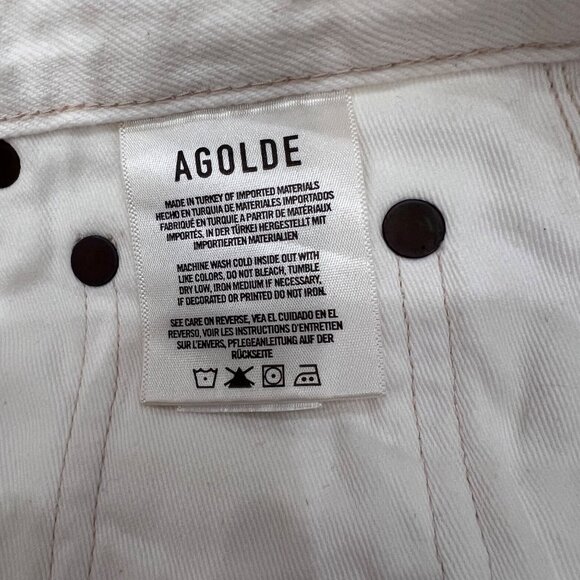 AGOLDE
MADE IN TURKEY OF IMPORTED MATERIALS
HECHO EN TURQUIA DE MATERIALES IMPORTADOS
FABRIQUÉ EN TURQUIE A PARTIR DE MATÉRIAUX
IMPORTÉS, IN DER TÜRKEI HERGESTELLT MIT
IMPORTIERTEN MATERIALIEN
MACHINE WASH COLD INSIDE OUT WITH
LIKE COLORS, DO NOT BLEACH, TUMBLE
DRY LOW, IRON MEDIUM IF NECESSARY,
IF DECORATED OR PRINTED DO NOT IRON.
SEE CARE ON REVERSE, VEA EL CUIDADO EN EL
REVERSO, VOIR LES INSTRUCTIONS D'ENTRETIEN
SUR L'ENVERS, PFLEGEANLEITUNG AUF DER
RÜCKSEITE